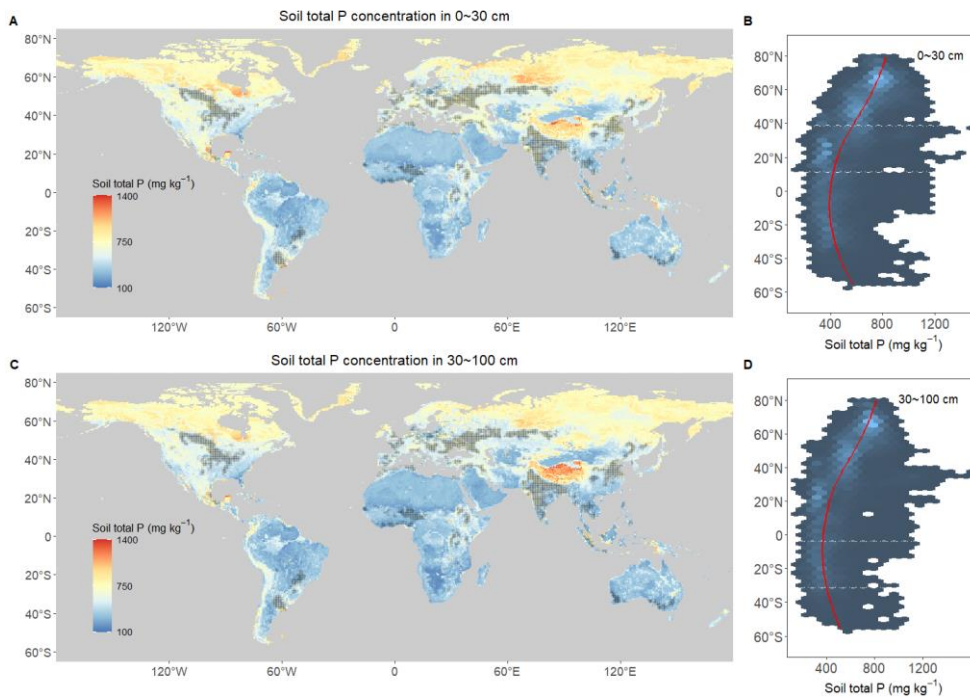 A
Soil total P concentration in 0~30 cm
80°N
60°N
40°N
20°N
0
20°S
40°S
60°S
Soil total P (mg kg⁻¹)
1400
750
100
120°W
60°W
0
60°E
120°E
B
0~30 cm
80°N
60°N
40°N
20°N
0
20°S
40°S
60°S
400
800
1200
Soil total P (mg kg⁻¹)
C
Soil total P concentration in 30~100 cm
80°N
60°N
40°N
20°N
0
20°S
40°S
60°S
Soil total P (mg kg⁻¹)
1400
750
100
120°W
60°W
0
60°E
120°E
D
30~100 cm
80°N
60°N
40°N
20°N
0
20°S
40°S
60°S
400
800
1200
Soil total P (mg kg⁻¹)